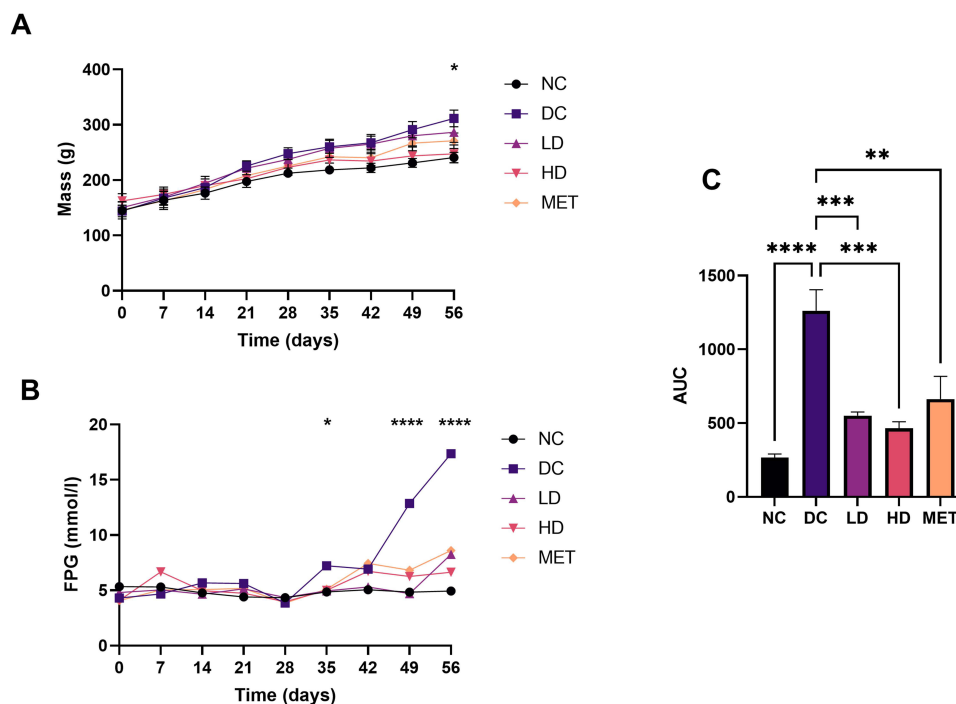 A
Mass (g)
400
300
200
100
0
*
0 7 14 21 28 35 42 49 56
Time (days)
NC
DC
LD
HD
MET
B
FPG (mmol/l)
20
15
10
5
0
* **** ****
0 7 14 21 28 35 42 49 56
Time (days)
NC
DC
LD
HD
MET
C
**
***
**** ***
AUC
1500
1000
500
0
NC DC LD HD MET